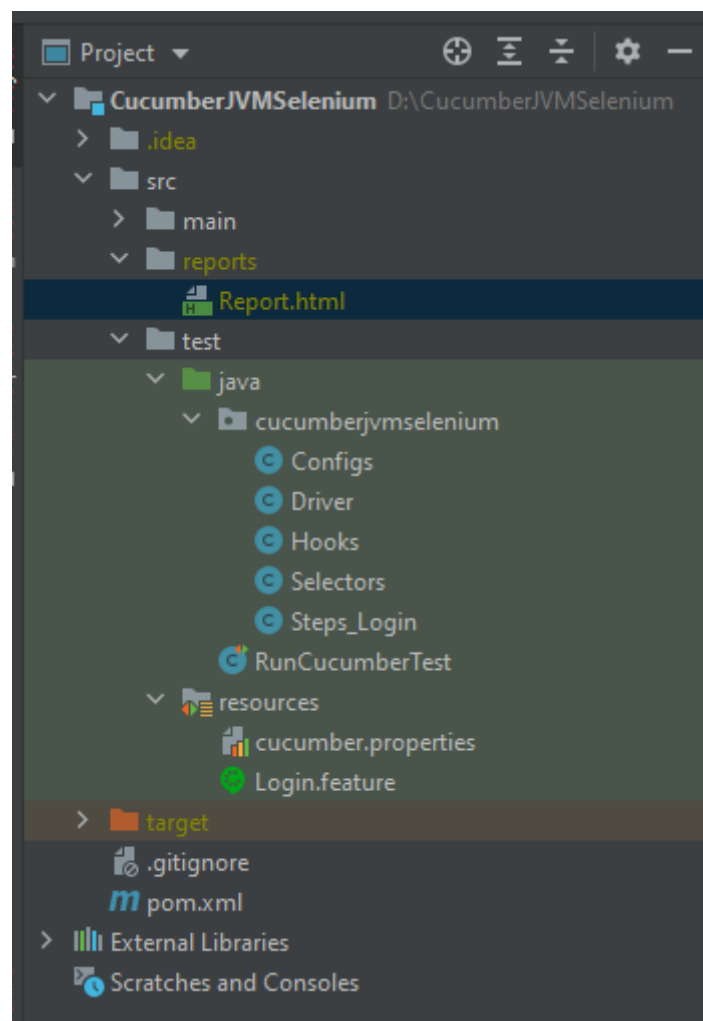 Project
CucumberJVMSelenium D:\CucumberJVMSelenium
.idea
src
main
reports
Report.html
test
java
cucumberjvmselenium
Configs
Driver
Hooks
Selectors
Steps_Login
RunCucumberTest
resources
cucumber.properties
Login.feature
target
.gitignore
pom.xml
External Libraries
Scratches and Consoles